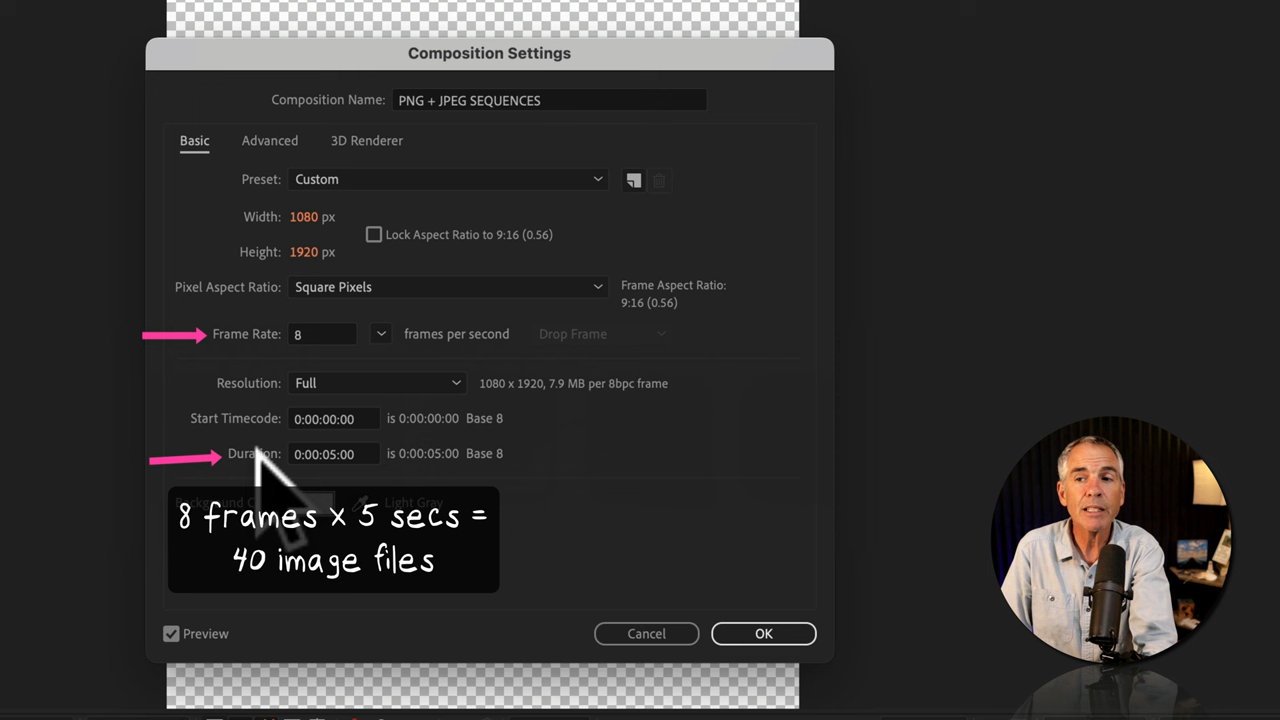 Composition Settings
Composition Name: PNG + JPEG SEQUENCES
Basic Advanced 3D Renderer
Preset: Custom
Width: 1080 px
Lock Aspect Ratio to 9:16 (0.56)
Height: 1920 px
Pixel Aspect Ratio: Square Pixels
Frame Aspect Ratio:
9:16 (0.56)
Frame Rate: 8 frames per second Drop Frame
Resolution: Full 1080 x 1920, 7.9 MB per 8bpc frame
Start Timecode: 0:00:00:00 is 0:00:00:00 Base 8
Duration: 0:00:05:00 is 0:00:05:00 Base 8
Background Light Gray
8 frames x 5 secs =
40 image files
Preview Cancel OK